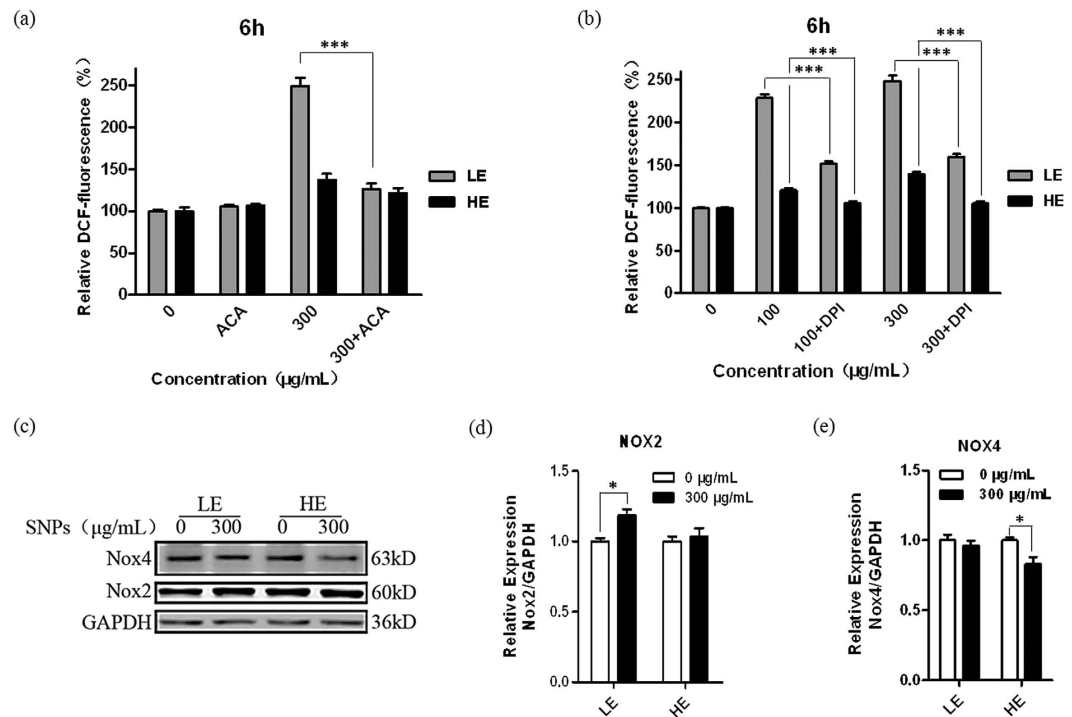 (a)
6h
***
Relative DCF-fluorescence (%)
250
200
150
100
50
0
LE
HE
0
ACA
300
300+ACA
Concentration (μg/mL)
(b)
6h
***
***
***
***
Relative DCF-fluorescence (%)
250
200
150
100
50
0
LE
HE
0
100
100+DPI
300
300+DPI
Concentration (μg/mL)
(c)
LE
HE
SNPs (μg/mL)
0
300
0
300
Nox4
63kD
Nox2
60kD
GAPDH
36kD
(d)
NOX2
0 μg/mL
300 μg/mL
*
Relative Expression
Nox2/GAPDH
1.5
1.0
0.5
0.0
LE
HE
(e)
NOX4
0 μg/mL
300 μg/mL
*
Relative Expression
Nox4/GAPDH
1.5
1.0
0.5
0.0
LE
HE